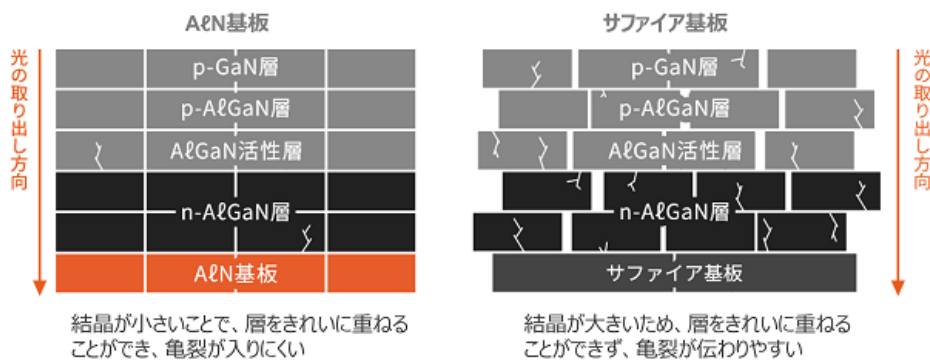 AℓN基板
光の取り出し方向
p-GaN層
p-AℓGaN層
AℓGaN活性層
n-AℓGaN層
AℓN基板
結晶が小さいことで、層をきれいに重ねる
ことができ、亀裂が入りにくい
サファイア基板
p-GaN層
p-AℓGaN層
AℓGaN活性層
n-AℓGaN層
サファイア基板
光の取り出し方向
結晶が大きいため、層をきれいに重ねる
ことができず、亀裂が伝わりやすい